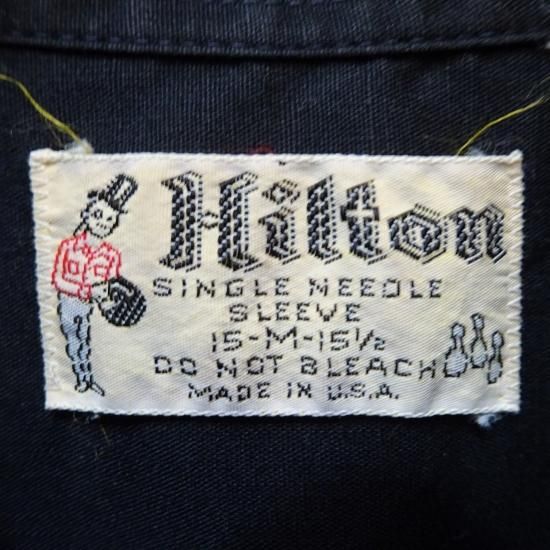 Hilton
SINGLE NEEDLE
SLEEVE
15-M-15½
DO NOT BLEACH
MADE IN U.S.A.